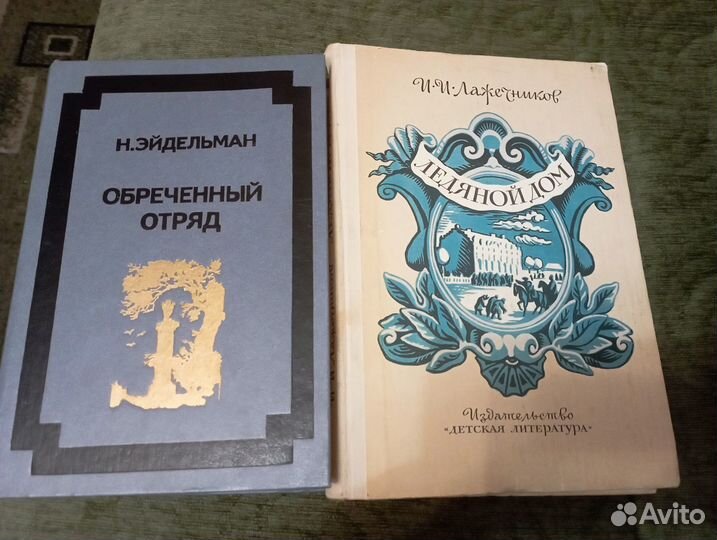 Н. ЭЙДЕЛЬМАН
ОБРЕЧЕННЫЙ
ОТРЯД
И·И·Лажечников
ЛЕДЯНОЙ ДОМ
Издательство
"ДЕТСКАЯ ЛИТЕРАТУРА"
Avito